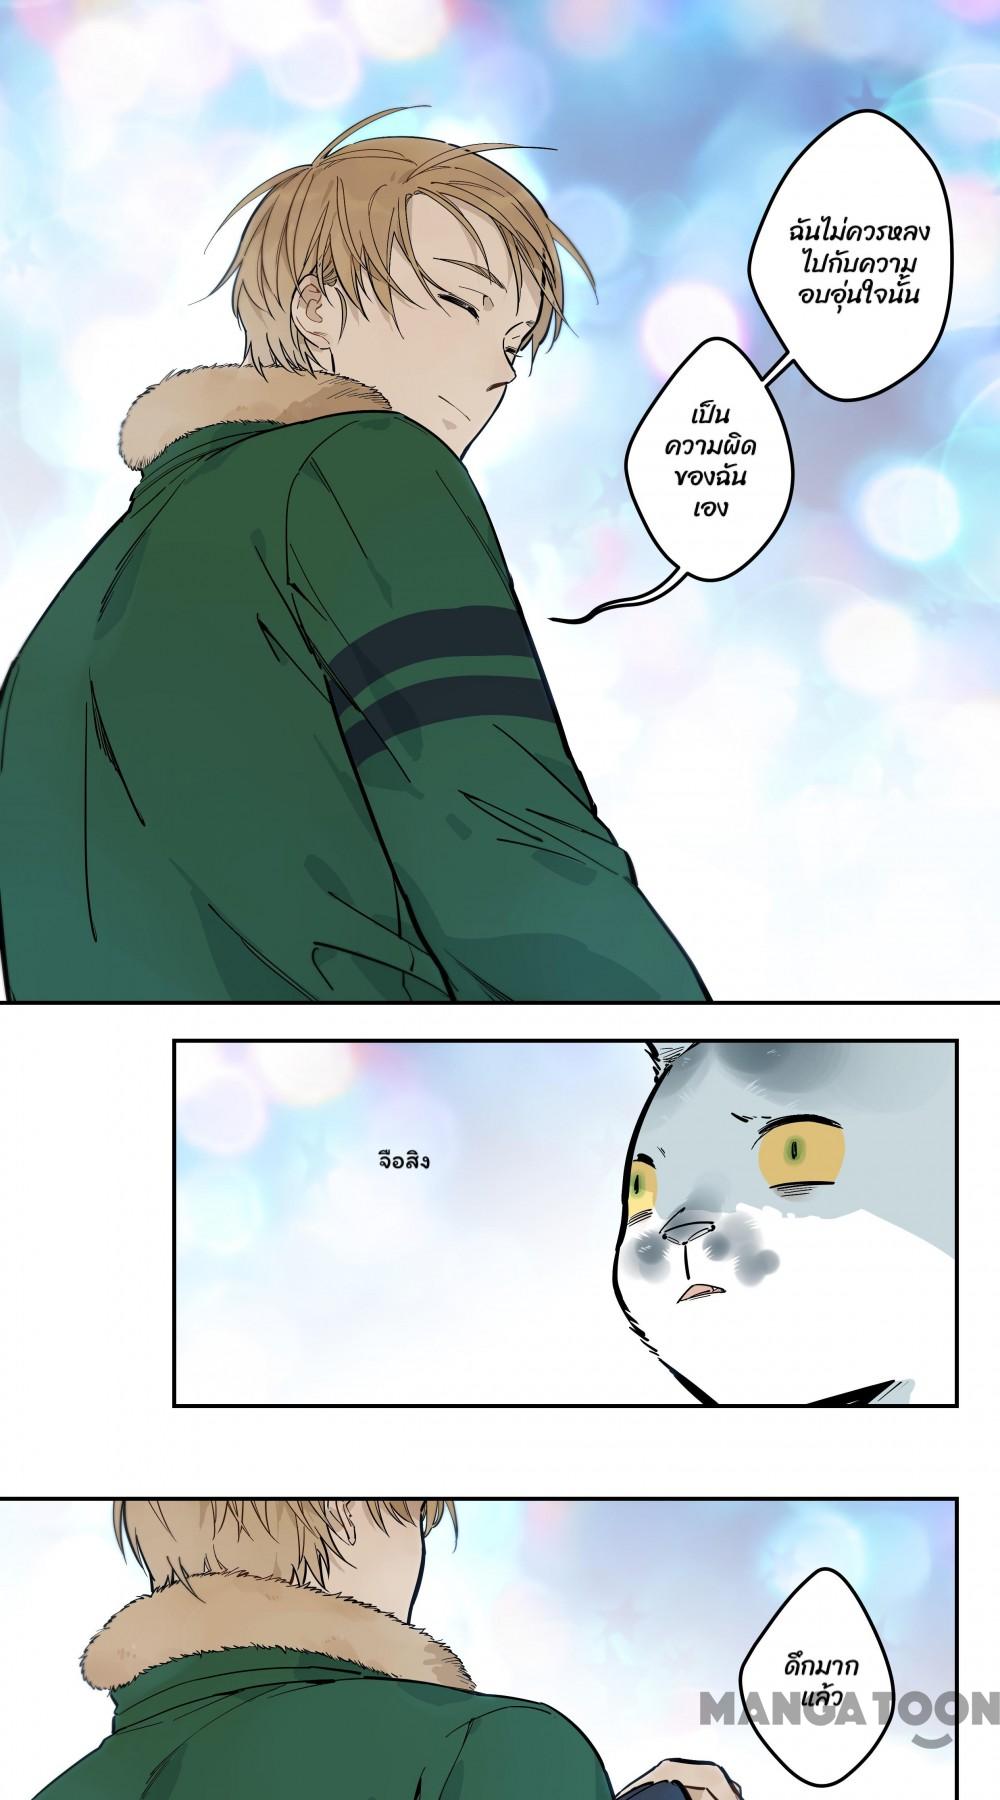 ฉันไม่ควรหลง
ไปกับความ
อบอุ่นใจนั้น
เป็น
ความผิด
ของฉัน
เอง
จือสิง
ดึกมาก
แล้ว
MANGATOON